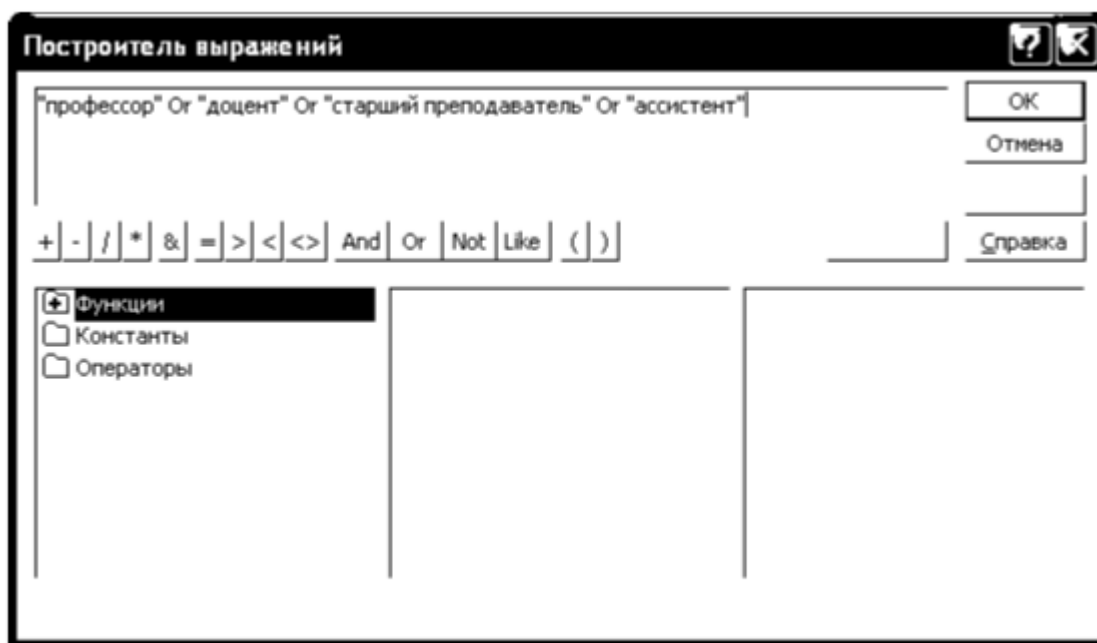 Построитель выражений
"профессор" Or "доцент" Or "старший преподаватель" Or "ассистент"
ОК
Отмена
+ - / * & = > < <> And Or Not Like ( )
Справка
Функции
Константы
Операторы